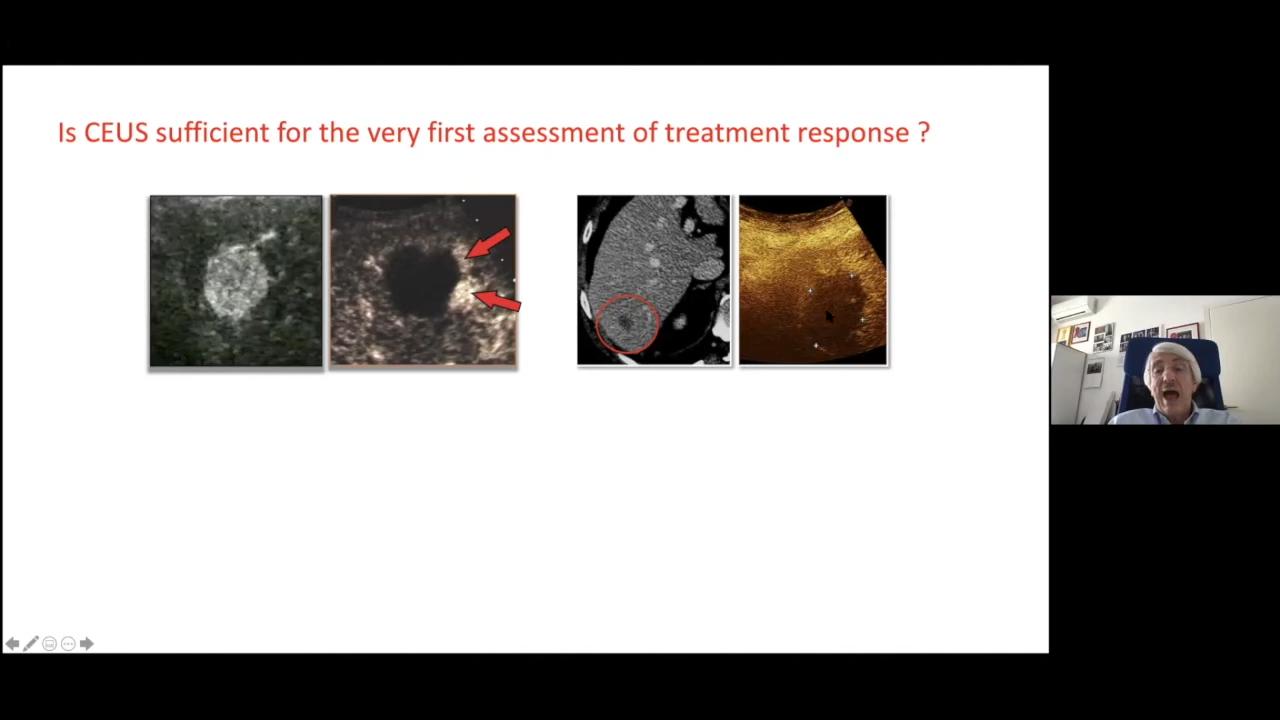 Is CEUS sufficient for the very first assessment of treatment response ?